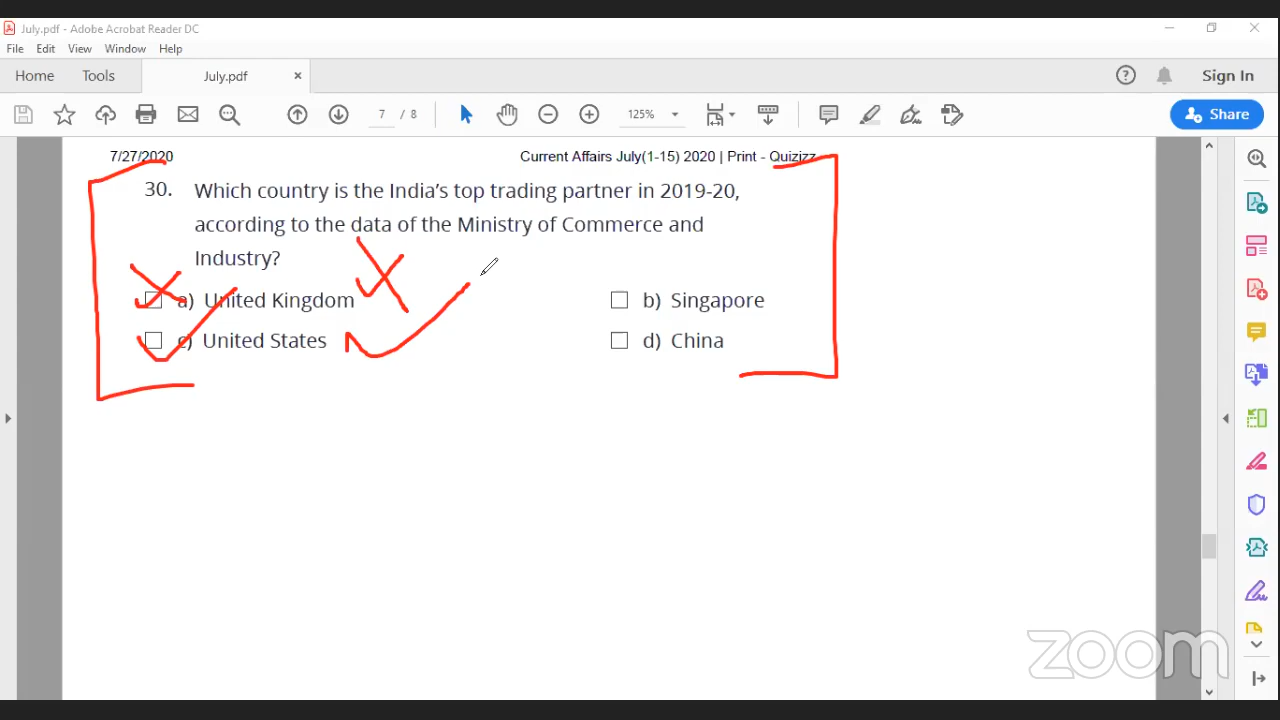 July.pdf - Adobe Acrobat Reader DC
File Edit View Window Help
Home Tools July.pdf × Sign In
7 / 8 125% Share
7/27/2020 Current Affairs July(1-15) 2020 | Print - Quizizz
30. Which country is the India's top trading partner in 2019-20,
according to the data of the Ministry of Commerce and
Industry?
a) United Kingdom b) Singapore
c) United States d) China
zoom